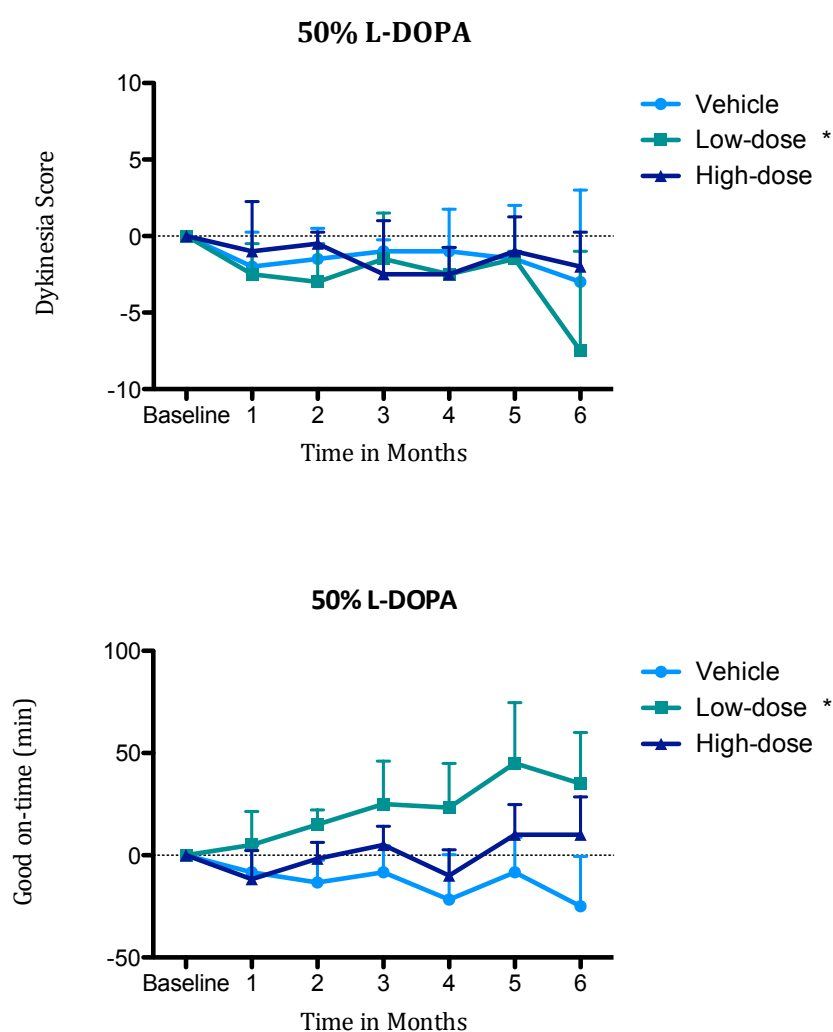 50% L-DOPA
10
5
0
-5
-10
Dykinesia Score
Baseline 1 2 3 4 5 6
Time in Months
Vehicle
Low-dose *
High-dose
50% L-DOPA
100
50
0
-50
Good on-time (min)
Baseline 1 2 3 4 5 6
Time in Months
Vehicle
Low-dose *
High-dose